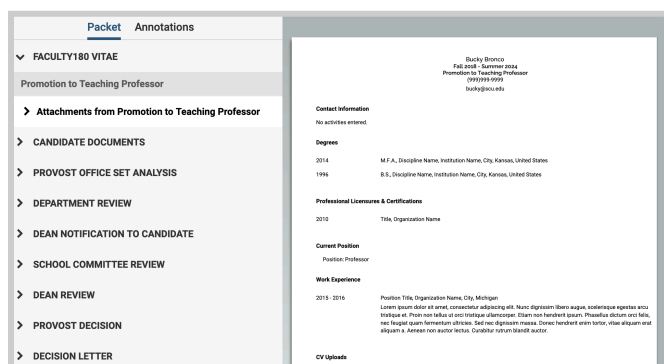 Packet Annotations
FACULTY180 VITAE
Promotion to Teaching Professor
Attachments from Promotion to Teaching Professor
CANDIDATE DOCUMENTS
PROVOST OFFICE SET ANALYSIS
DEPARTMENT REVIEW
DEAN NOTIFICATION TO CANDIDATE
SCHOOL COMMITTEE REVIEW
DEAN REVIEW
PROVOST DECISION
DECISION LETTER
Bucky Bronco
Fall 2018 - Summer 2024
Promotion to Teaching Professor
(999)999-9999
bucky@scu.edu
Contact Information
No activities entered.
Degrees
2014 M.F.A., Discipline Name, Institution Name, City, Kansas, United States
1996 B.S., Discipline Name, Institution Name, City, Kansas, United States
Professional Licensures & Certifications
2010 Title, Organization Name
Current Position
Position: Professor
Work Experience
2015 - 2016 Position Title, Organization Name, City, Michigan
Lorem ipsum dolor sit amet, consectetur adipiscing elit. Nunc dignissim libero augue, scelerisque egestas arcu
tristique et. Proin non tellus ut orci tristique ullamcorper. Etiam non hendrerit ipsum. Phasellus dictum orci felis,
nec feugiat quam fermentum ultricies. Sed nec dignissim massa. Donec hendrerit enim tortor, vitae aliquam erat
aliquam a. Aenean non auctor lectus. Curabitur rutrum blandit auctor.
CV Uploads